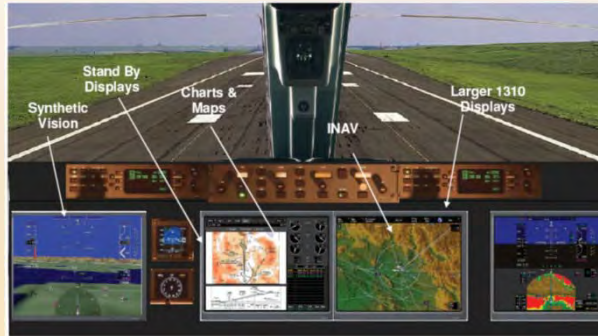 Stand By
Displays
Synthetic
Vision
Charts &
Maps
INAV
Larger 1310
Displays